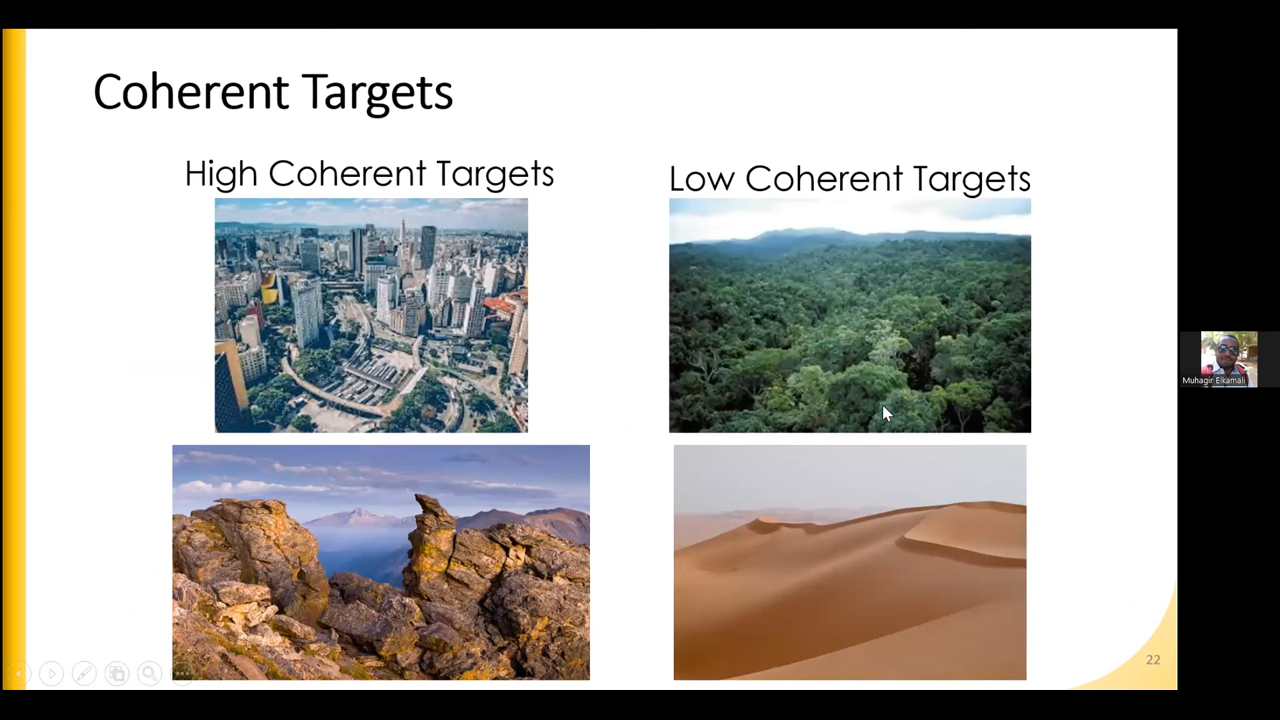 Coherent Targets
High Coherent Targets
Low Coherent Targets
Muhagir Elkamali
22